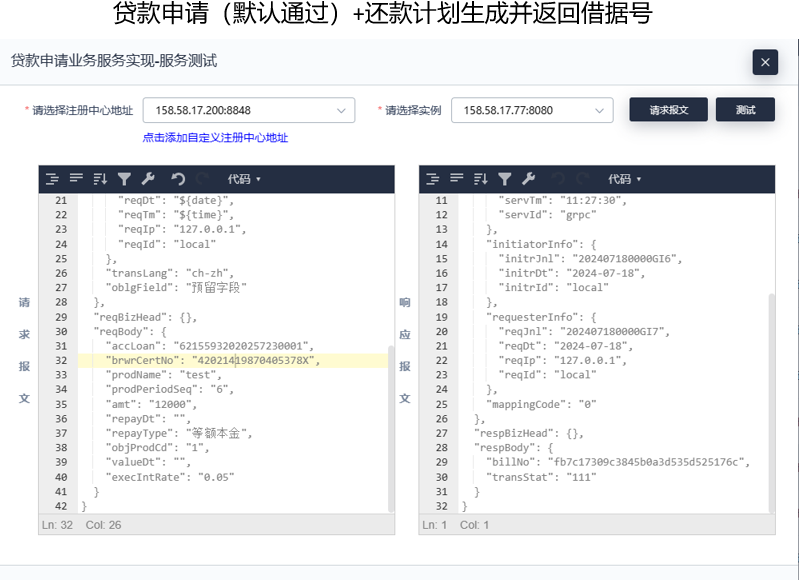 贷款申请（默认通过）+还款计划生成并返回借据号
贷款申请业务服务实现-服务测试
* 请选择注册中心地址 158.58.17.200:8848 * 请选择实例 158.58.17.77:8080 请求报文 测试
点击添加自定义注册中心地址
代码
请求报文
21 "reqDt": "${date}",
22 "reqTm": "${time}",
23 "reqIp": "127.0.0.1",
24 "reqId": "local"
25 },
26 "transLang": "ch-zh",
27 "oblgField": "预留字段"
28 },
29 "reqBizHead": {},
30 "reqBody": {
31 "accLoan": "62155932020257230001",
32 "brwrCertNo": "42021419870405378X",
33 "prodName": "test",
34 "prodPeriodSeq": "6",
35 "amt": "12000",
36 "repayDt": "",
37 "repayType": "等额本金",
38 "objProdCd": "1",
39 "valueDt": "",
40 "execIntRate": "0.05"
41 }
42 }
Ln: 32 Col: 26
代码
响应报文
11 "servTm": "11:27:30",
12 "servId": "grpc"
13 },
14 "initiatorInfo": {
15 "initrJnl": "202407180000GI6",
16 "initrDt": "2024-07-18",
17 "initrId": "local"
18 },
19 "requesterInfo": {
20 "reqJnl": "202407180000GI7",
21 "reqDt": "2024-07-18",
22 "reqIp": "127.0.0.1",
23 "reqId": "local"
24 },
25 "mappingCode": "0"
26 },
27 "respBizHead": {},
28 "respBody": {
29 "billNo": "fb7c17309c3845b0a3d535d525176c",
30 "transStat": "111"
31 }
32 }
Ln: 1 Col: 1